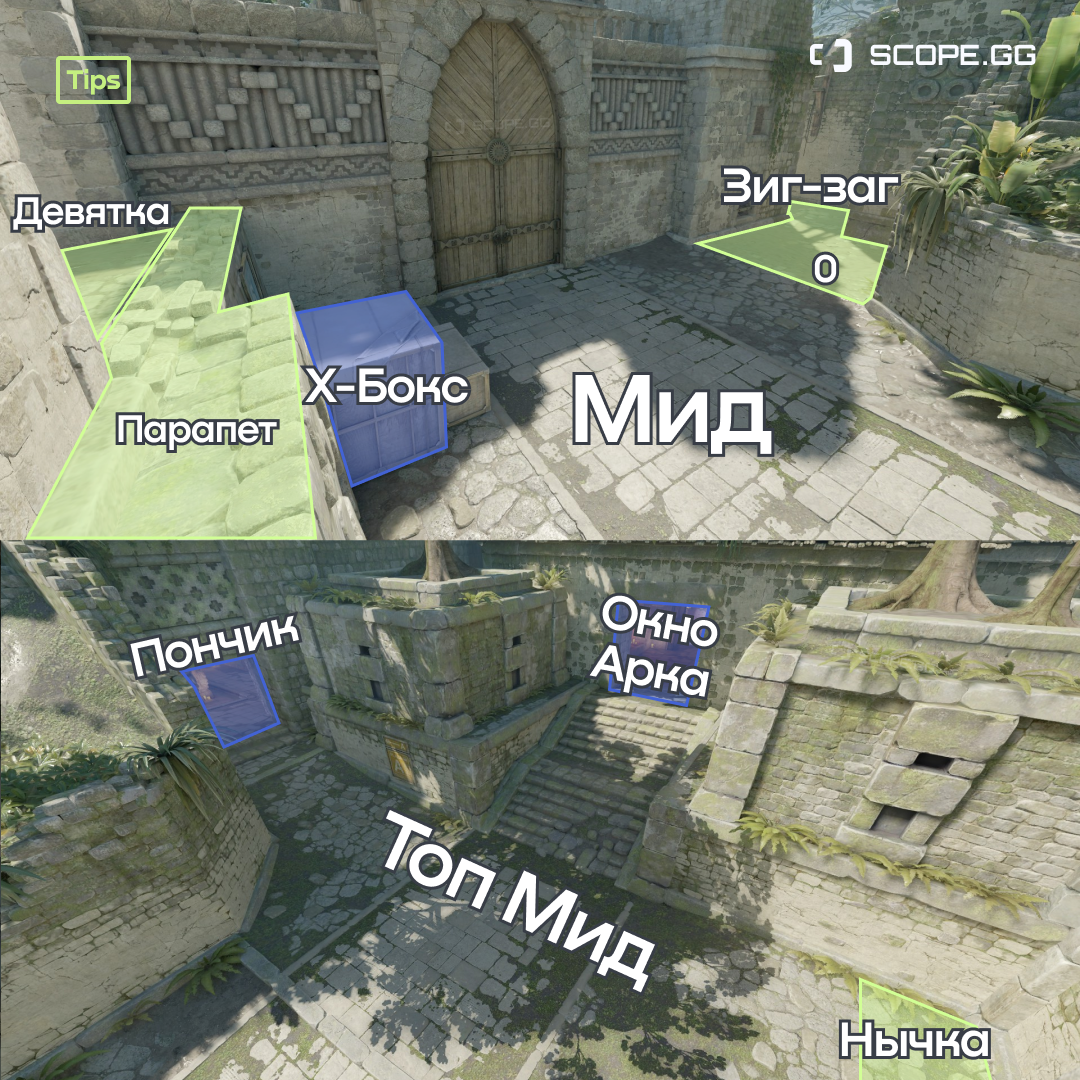 Tips
SCOPE.GG
Девятка
Зиг-заг
0
Х-Бокс
Парапет
Мид
Пончик
Окно
Арка
Топ Мид
Нычка